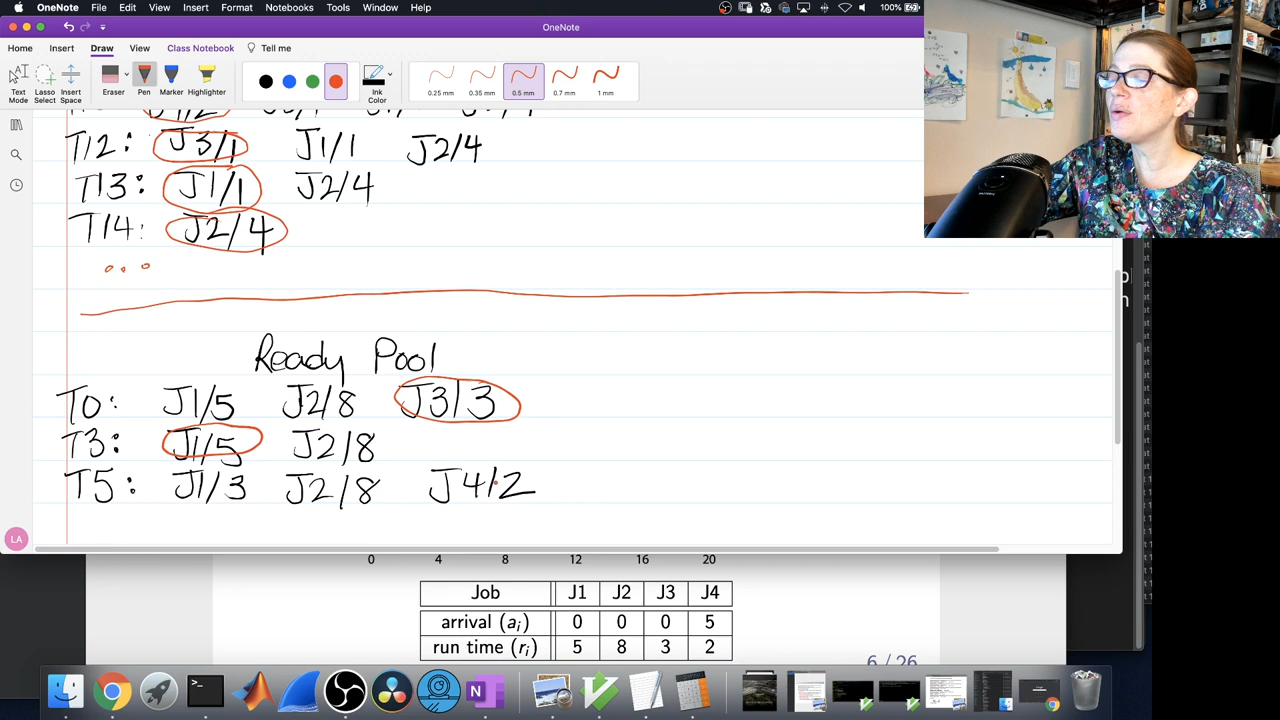 OneNote File Edit View Insert Format Notebooks Tools Window Help 100%
OneNote
Home Insert Draw View Class Notebook Tell me
Text Mode Lasso Select Insert Space Eraser Pen Marker Highlighter 0.25 mm 0.35 mm 0.5 mm 0.7 mm 1 mm Ink Color
T12: J3/1 J1/1 J2/4
T13: J1/1 J2/4
T14: J2/4
...
Ready Pool
T0: J1/5 J2/8 J3/3
T3: J1/5 J2/8
T5: J1/3 J2/8 J4/2
LA
0 4 8 12 16 20
Job J1 J2 J3 J4
arrival (aᵢ) 0 0 0 5
run time (rᵢ) 5 8 3 2
6 / 26